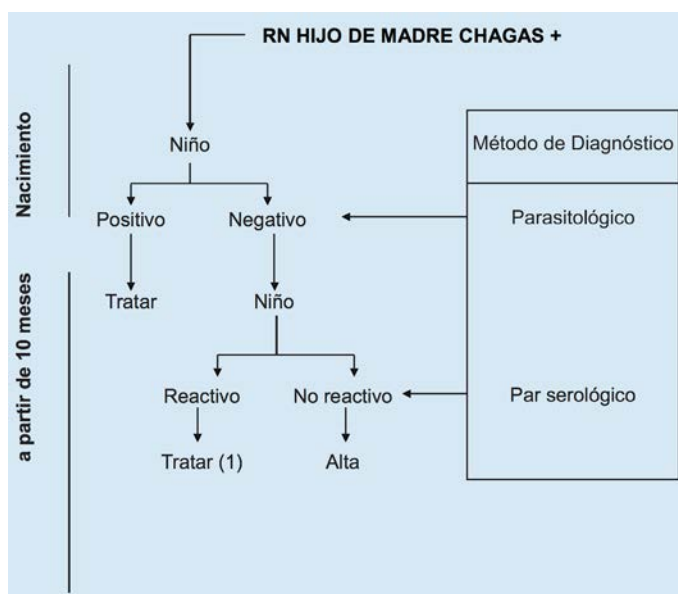 RN HIJO DE MADRE CHAGAS +
Nacimiento
Niño
Método de Diagnóstico
Positivo
Negativo
Parasitológico
a partir de 10 meses
Tratar
Niño
Reactivo
No reactivo
Par serológico
Tratar (1)
Alta